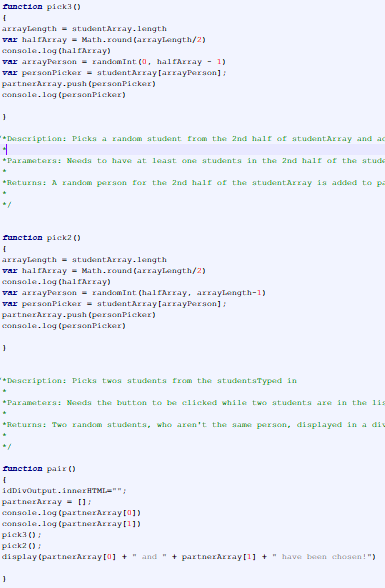 function pick3()
{
arrayLength = studentArray.length
var halfArray = Math.round(arrayLength/2)
console.log(halfArray)
var arrayPerson = randomInt(0, halfArray - 1)
var personPicker = studentArray[arrayPerson];
partnerArray.push(personPicker)
console.log(personPicker)
}
*Description: Picks a random student from the 2nd half of studentArray and
*
*Parameters: Needs to have at least one students in the 2nd half of the
*
*Returns: A random person for the 2nd half of the studentArray is added to
*
*/
function pick2()
{
arrayLength = studentArray.length
var halfArray = Math.round(arrayLength/2)
console.log(halfArray)
var arrayPerson = randomInt(halfArray, arrayLength-1)
var personPicker = studentArray[arrayPerson];
partnerArray.push(personPicker)
console.log(personPicker)
}
*Description: Picks twos students from the studentsTyped in
*
*Parameters: Needs the button to be clicked while two students are in the
*
*Returns: Two random students, who aren't the same person, displayed in a
*
*/
function pair()
{
idDivOutput.innerHTML="";
partnerArray = [];
console.log(partnerArray[0])
console.log(partnerArray[1])
pick3();
pick2();
display(partnerArray[0] + " and " + partnerArray[1] + " have been chosen!")
}